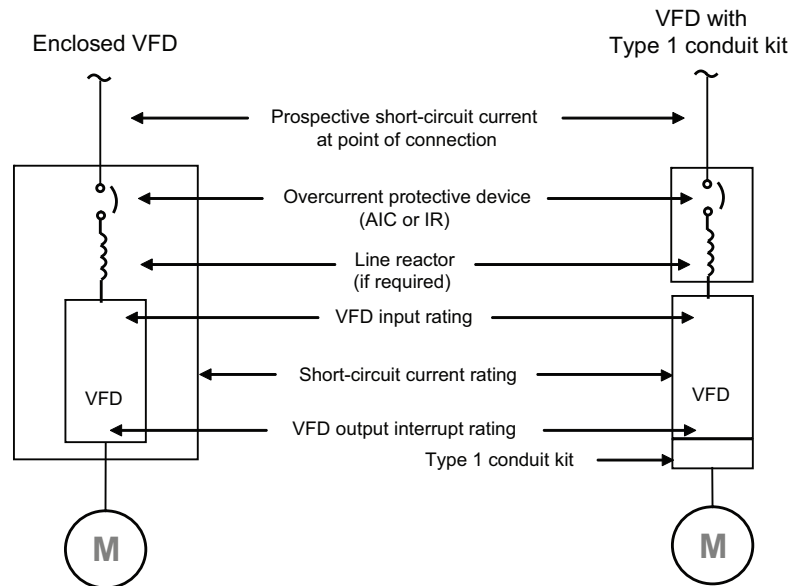 Enclosed VFD
VFD with
Type 1 conduit kit
Prospective short-circuit current
at point of connection
Overcurrent protective device
(AIC or IR)
Line reactor
(if required)
VFD input rating
Short-circuit current rating
VFD
VFD
VFD output interrupt rating
Type 1 conduit kit
M
M